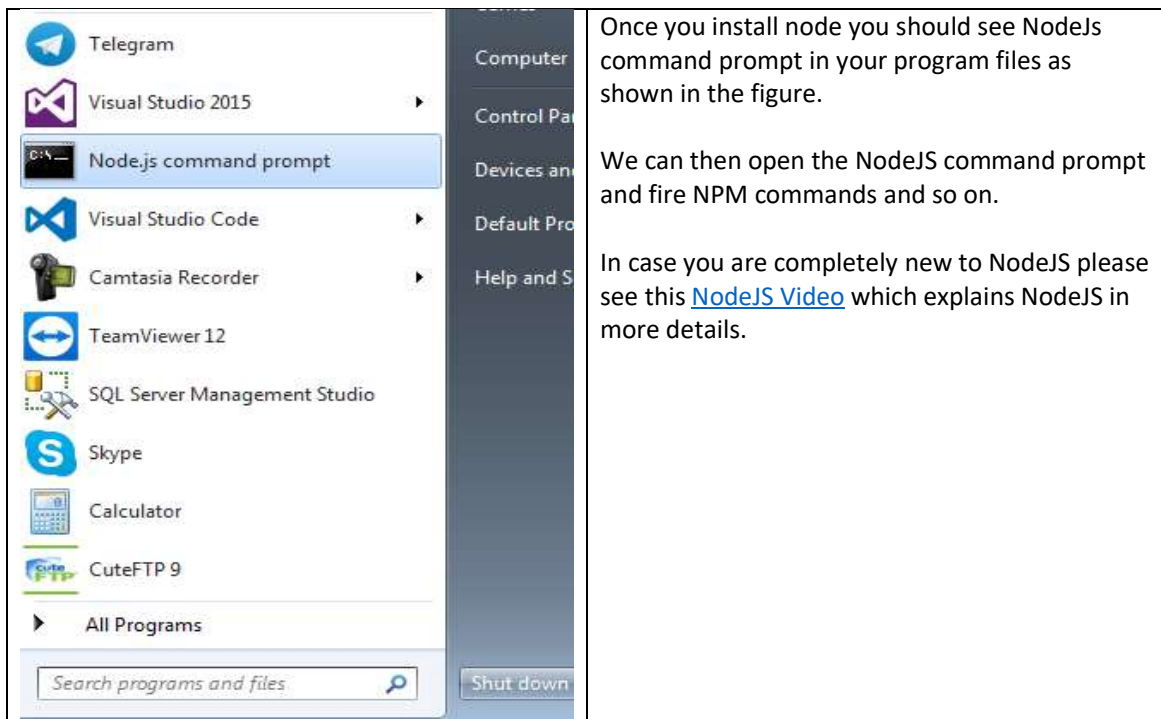 Telegram
Visual Studio 2015
Node.js command prompt
Visual Studio Code
Camtasia Recorder
TeamViewer 12
SQL Server Management Studio
Skype
Calculator
CuteFTP 9
All Programs
Search programs and files
Computer
Control Pa
Devices an
Default Pro
Help and S
Shut down
Once you install node you should see NodeJs
command prompt in your program files as
shown in the figure.
We can then open the NodeJS command prompt
and fire NPM commands and so on.
In case you are completely new to NodeJS please
see this NodeJS Video which explains NodeJS in
more details.